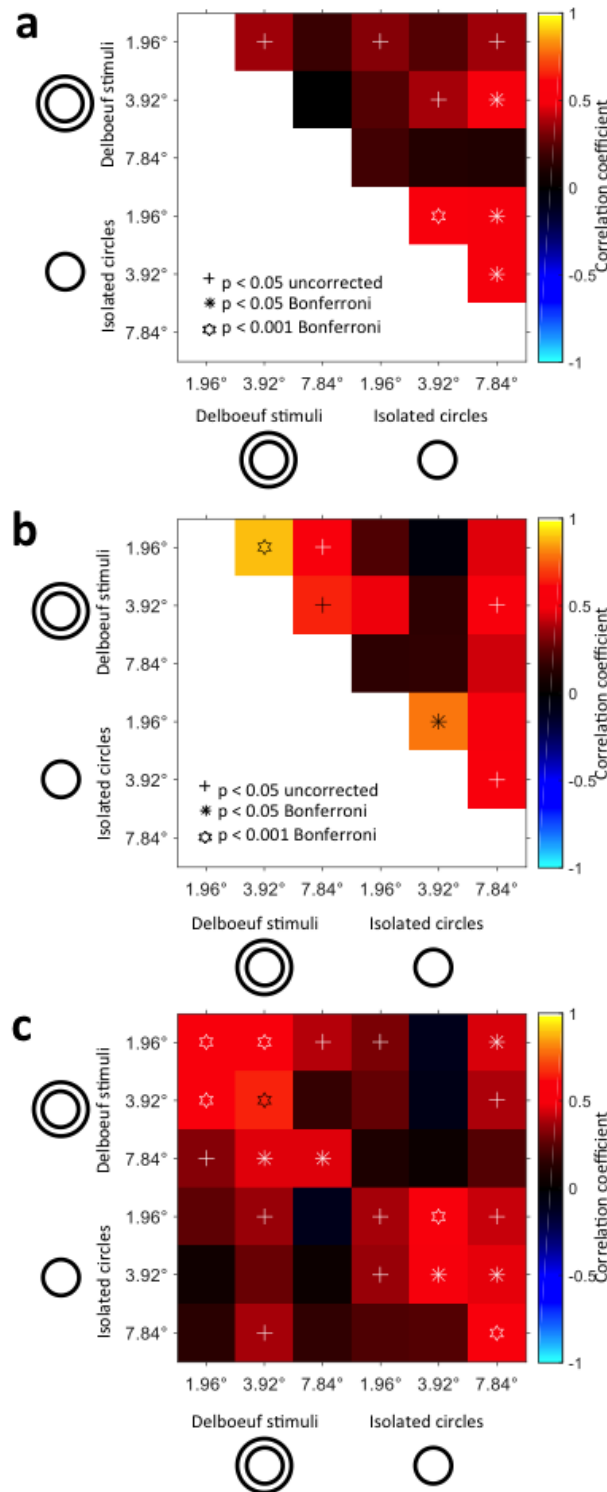 a
Delboeuf stimuli
Isolated circles
1.96°
3.92°
7.84°
1.96°
3.92°
7.84°
+ p < 0.05 uncorrected
✳ p < 0.05 Bonferroni
✡ p < 0.001 Bonferroni
1.96° 3.92° 7.84° 1.96° 3.92° 7.84°
Delboeuf stimuli Isolated circles
1
0.5
0
-0.5
-1
Correlation coefficient
b
Delboeuf stimuli
Isolated circles
1.96°
3.92°
7.84°
1.96°
3.92°
7.84°
+ p < 0.05 uncorrected
✳ p < 0.05 Bonferroni
✡ p < 0.001 Bonferroni
1.96° 3.92° 7.84° 1.96° 3.92° 7.84°
Delboeuf stimuli Isolated circles
1
0.5
0
-0.5
-1
Correlation coefficient
c
Delboeuf stimuli
Isolated circles
1.96°
3.92°
7.84°
1.96°
3.92°
7.84°
1.96° 3.92° 7.84° 1.96° 3.92° 7.84°
Delboeuf stimuli Isolated circles
1
0.5
0
-0.5
-1
Correlation coefficient